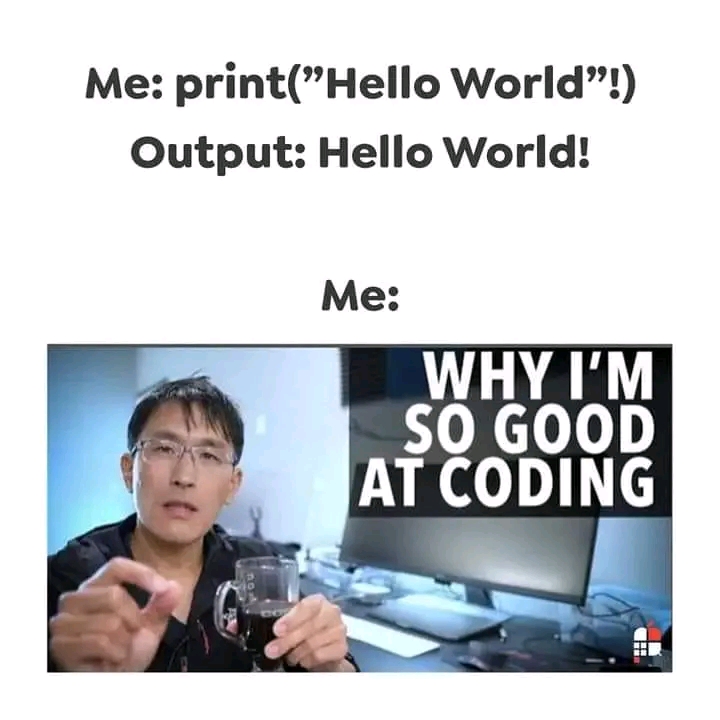 Me: print(”Hello World”!)
Output: Hello World!
Me:
WHY I’M
SO GOOD
AT CODING